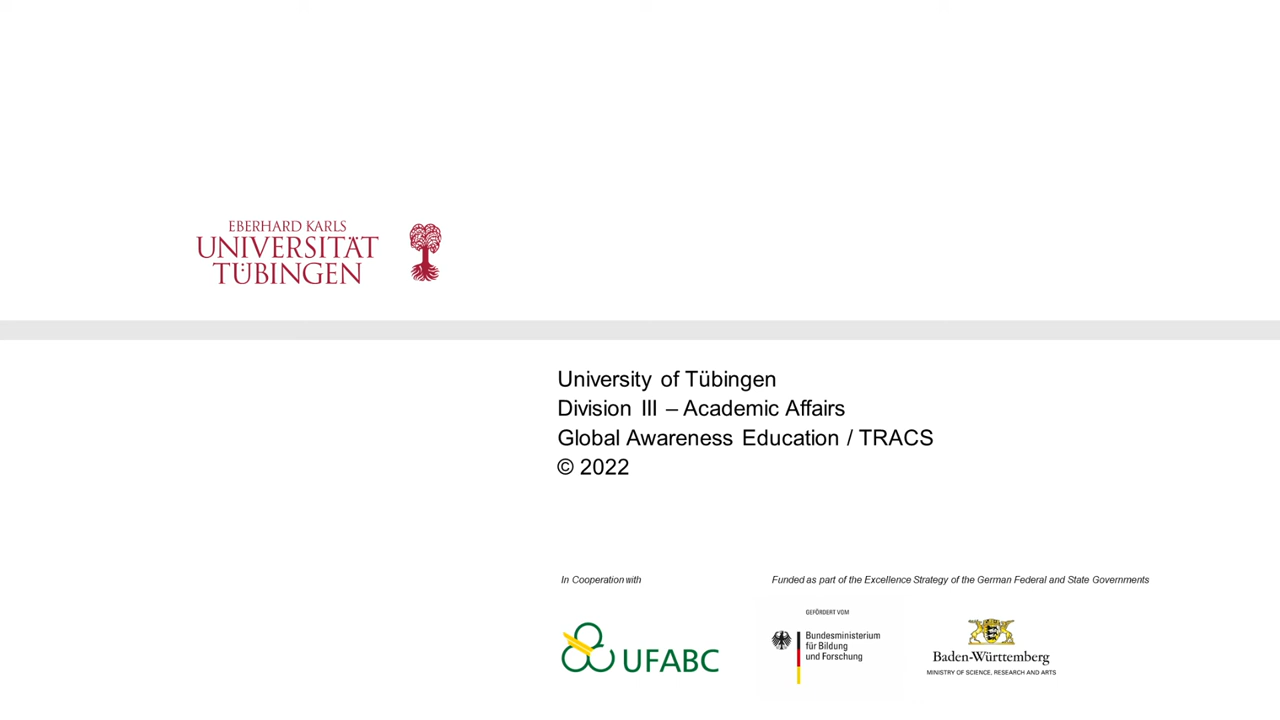 EBERHARD KARLS
UNIVERSITÄT
TÜBINGEN
University of Tübingen
Division III – Academic Affairs
Global Awareness Education / TRACS
© 2022
In Cooperation with
Funded as part of the Excellence Strategy of the German Federal and State Governments
UFABC
GEFÖRDERT VOM
Bundesministerium
für Bildung
und Forschung
Baden-Württemberg
MINISTRY OF SCIENCE, RESEARCH AND ARTS